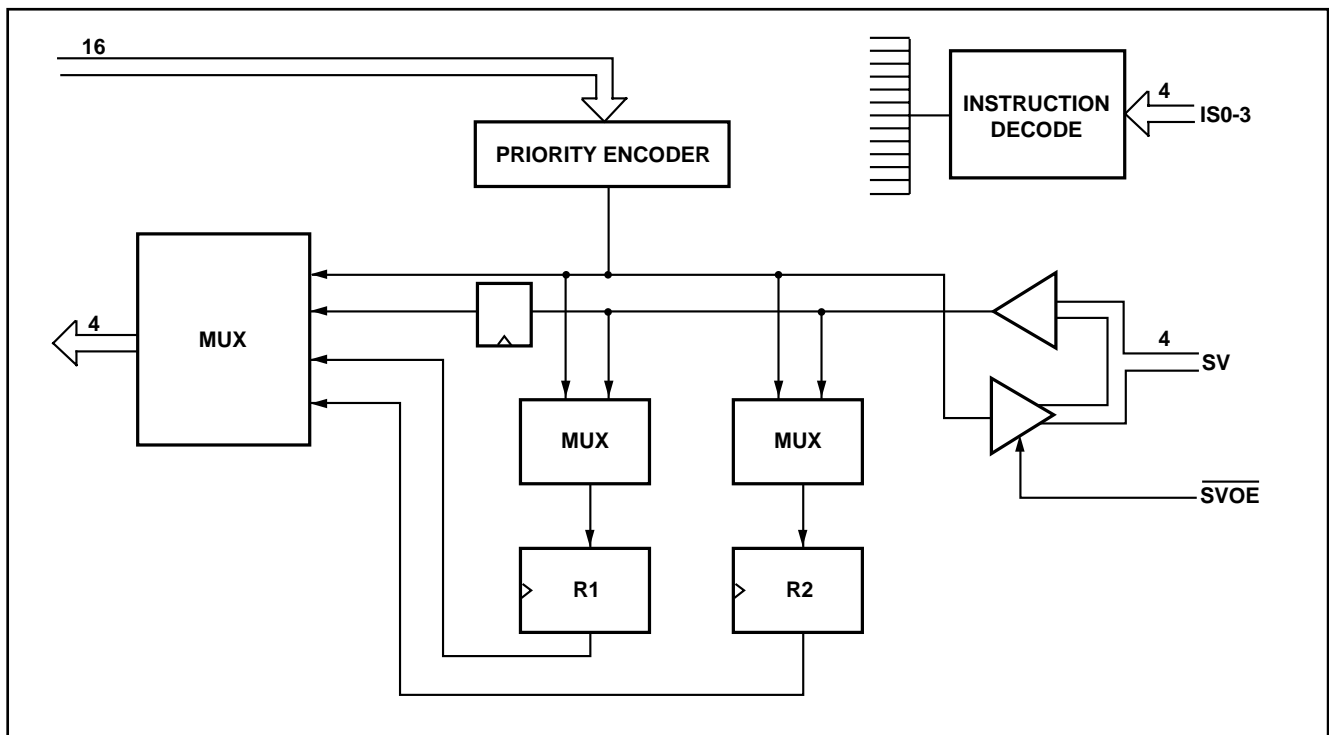 16
INSTRUCTION
DECODE
4
IS0-3
PRIORITY ENCODER
MUX
4
4
SV
MUX
MUX
SVOE
R1
R2